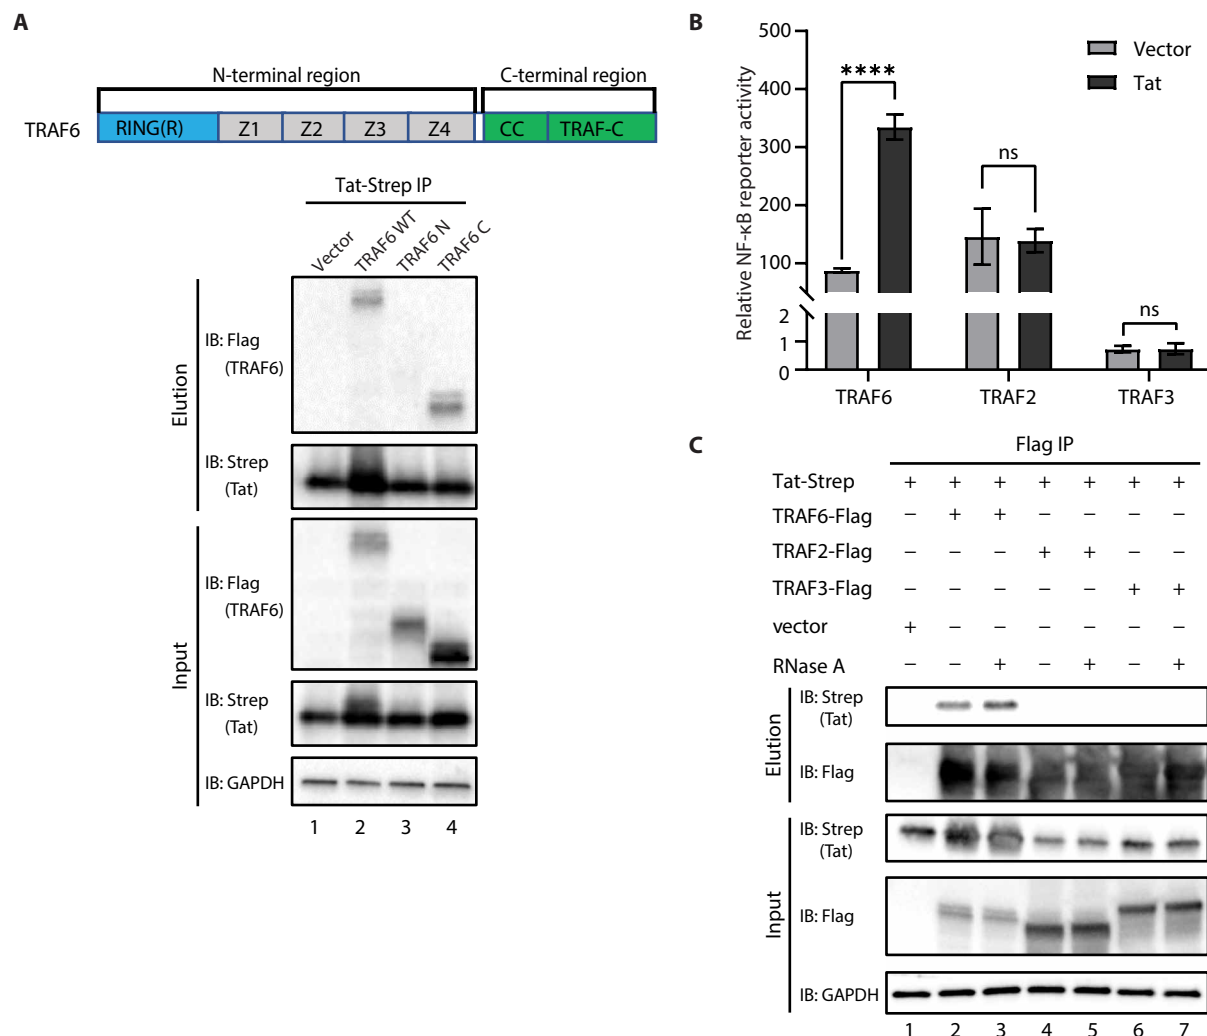 A
N-terminal region C-terminal region
TRAF6 RING(R) Z1 Z2 Z3 Z4 CC TRAF-C
Tat-Strep IP
Vector TRAF6 WT TRAF6 N TRAF6 C
Elution
IB: Flag
(TRAF6)
IB: Strep
(Tat)
Input
IB: Flag
(TRAF6)
IB: Strep
(Tat)
IB: GAPDH
1 2 3 4
B
Relative NF-κB reporter activity
500
400
300
200
100
2
1
0
Vector
Tat
****
ns
ns
TRAF6 TRAF2 TRAF3
C
Flag IP
Tat-Strep + + + + + + +
TRAF6-Flag – + + – – – –
TRAF2-Flag – – – + + – –
TRAF3-Flag – – – – – + +
vector + – – – – – –
RNase A – – + – + – +
Elution
IB: Strep
(Tat)
IB: Flag
Input
IB: Strep
(Tat)
IB: Flag
IB: GAPDH
1 2 3 4 5 6 7